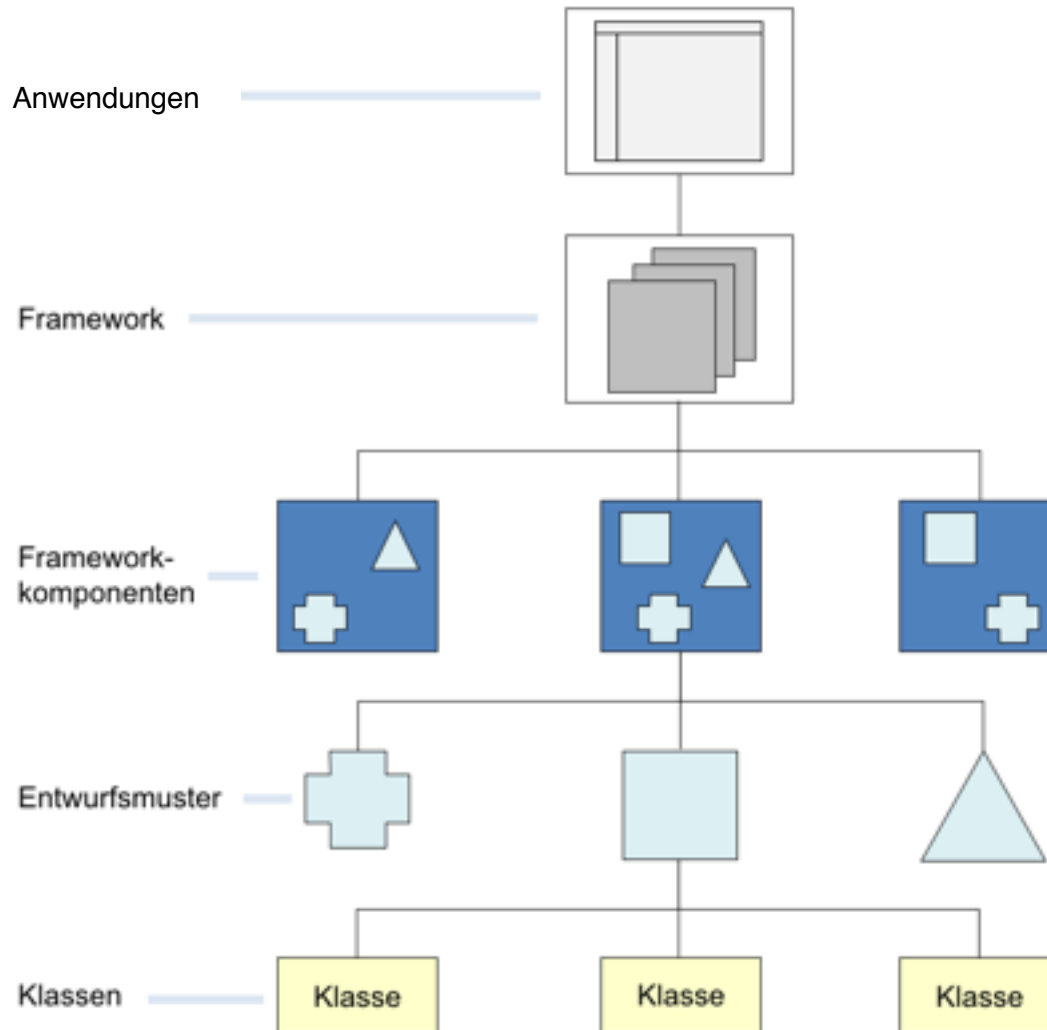 Anwendungen
Framework
Framework-
komponenten
Entwurfsmuster
Klassen
Klasse
Klasse
Klasse